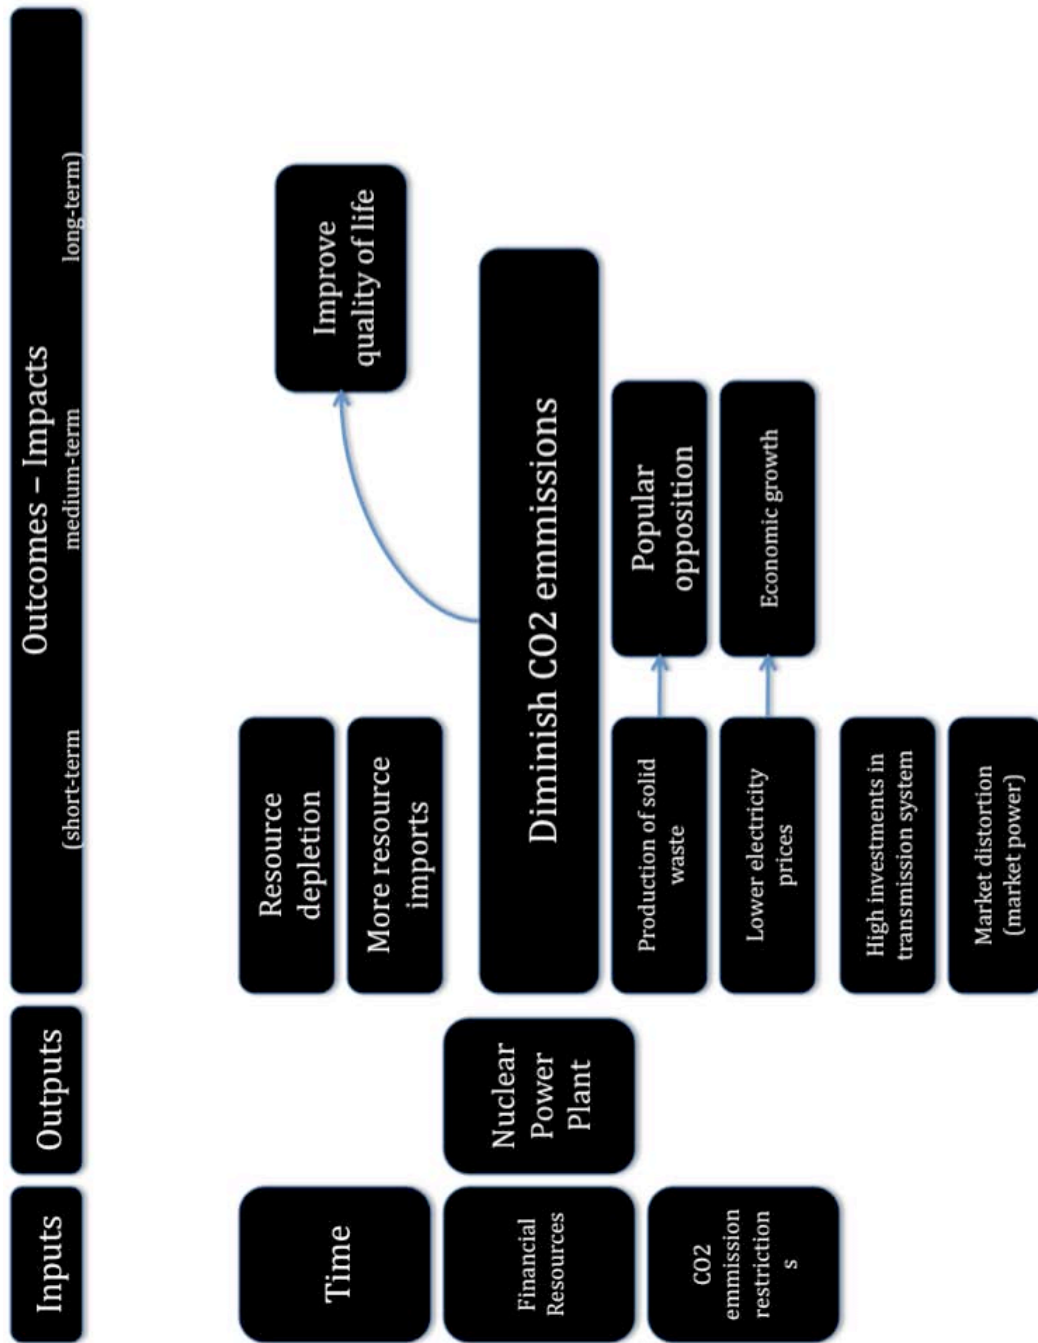 Inputs
Outputs
Outcomes – Impacts
(short-term
medium-term
long-term)
Time
Financial
Resources
CO2
emmission
restriction
s
Nuclear
Power
Plant
Resource
depletion
More resource
imports
Diminish CO2 emmissions
Improve
quality of life
Production of solid
waste
Popular
opposition
Lower electricity
prices
Economic growth
High investments in
transmission system
Market distortion
(market power)